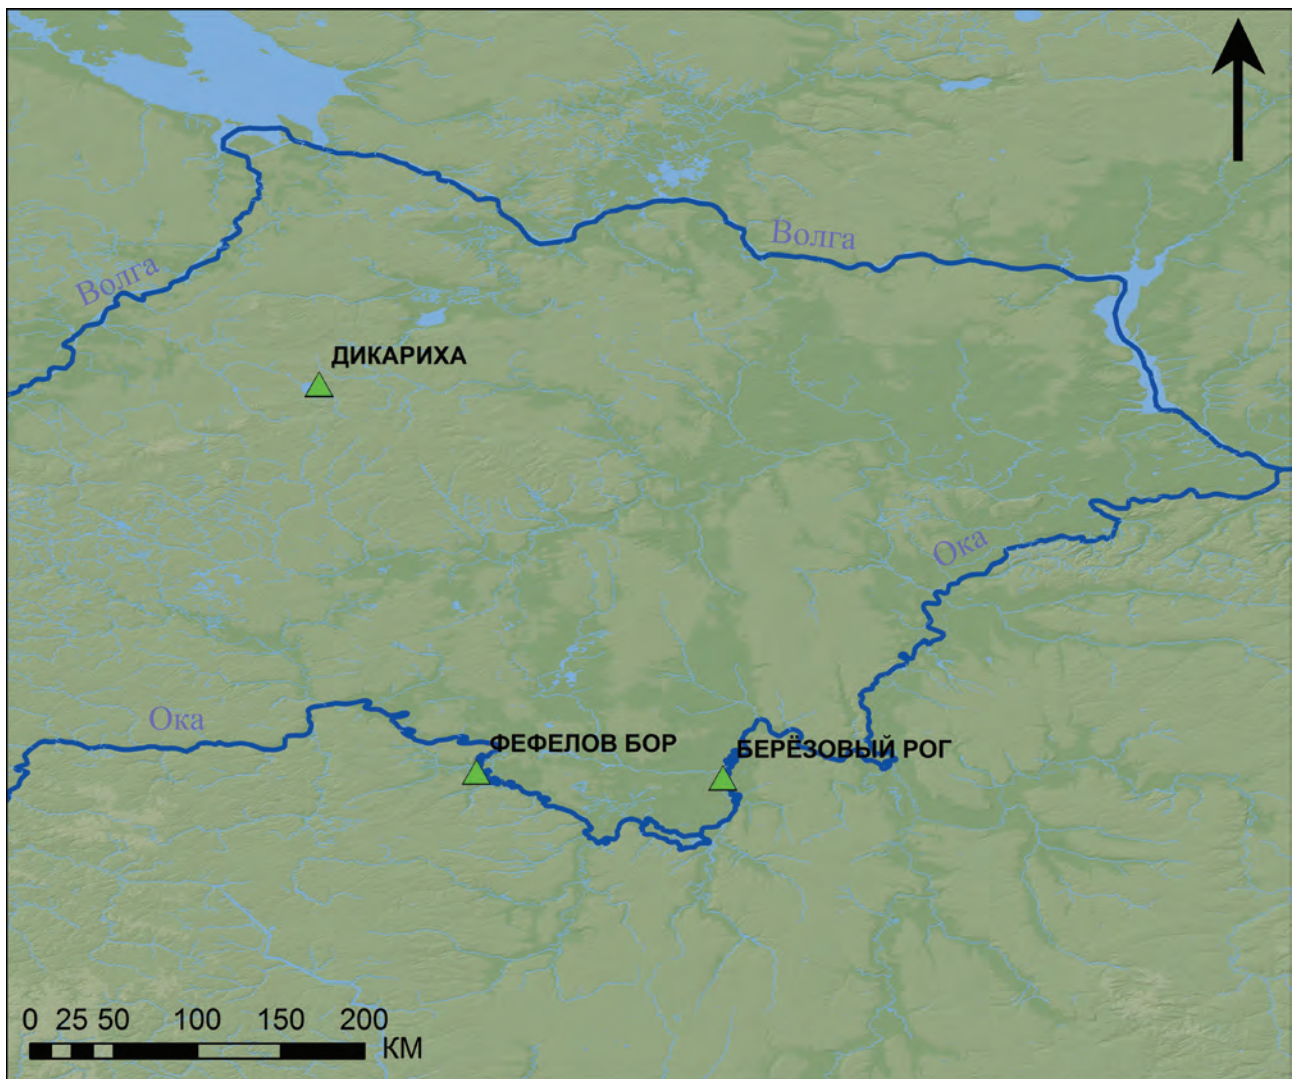 Волга
Волга
ДИКАРИХА
Ока
Ока
ФЕФЕЛОВ БОР
БЕРЁЗОВЫЙ РОГ
0 25 50 100 150 200
КМ